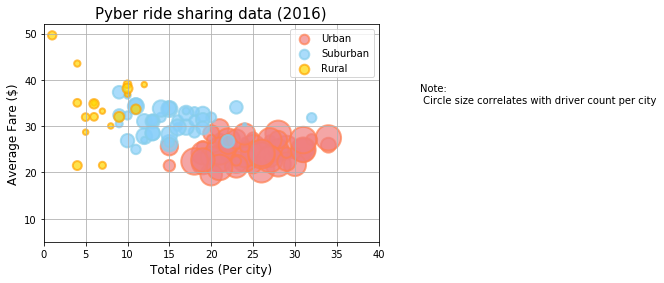 Pyber ride sharing data (2016)
Average Fare ($)
50
40
30
20
10
0 5 10 15 20 25 30 35 40
Total rides (Per city)
Urban
Suburban
Rural
Note:
Circle size correlates with driver count per city